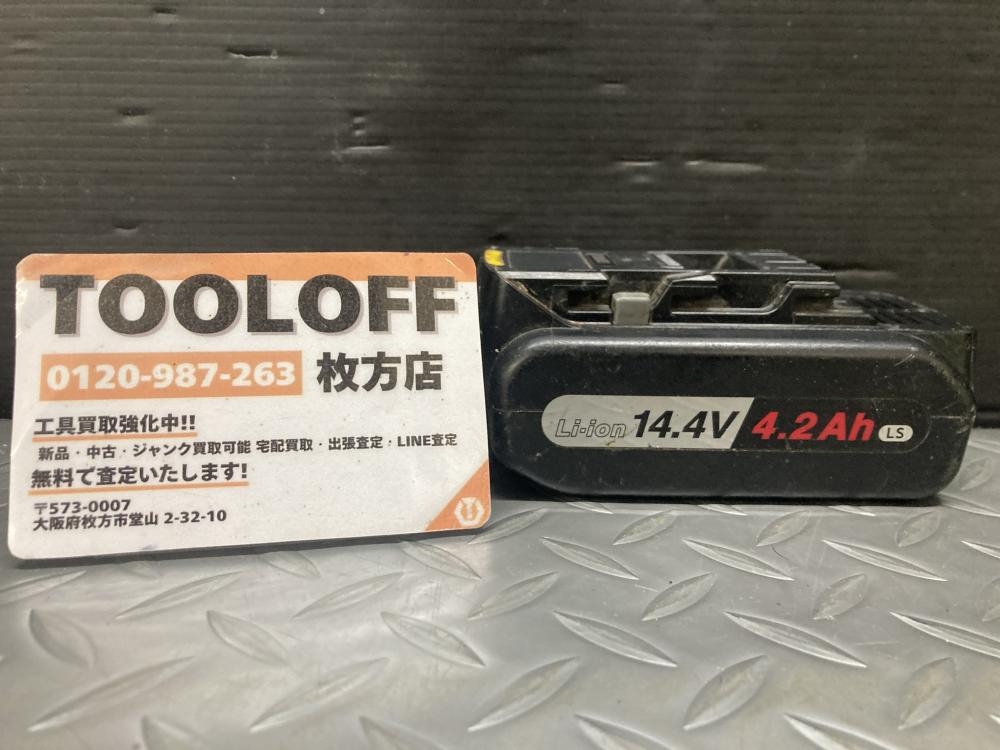 TOOLOFF
0120-987-263 枚方店
工具買取強化中!!
新品・中古・ジャンク買取可能 宅配買取・出張査定・LINE査定
無料で査定いたします!
〒573-0007
大阪府枚方市堂山 2-32-10
Li-ion 14.4V 4.2Ah LS